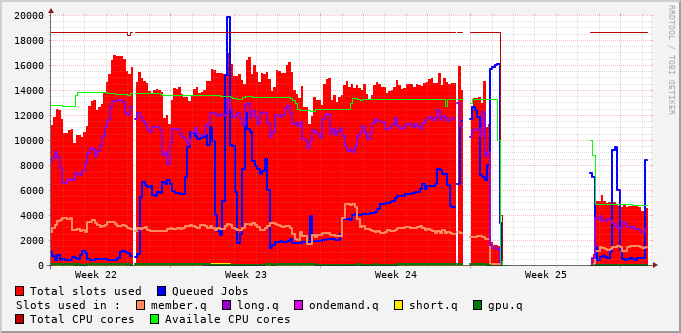 20000
18000
16000
14000
12000
10000
8000
6000
4000
2000
0
Week 22 Week 23 Week 24 Week 25
RRDTOOL / TOBI OETIKER
Total slots used Queued Jobs
Slots used in : member.q long.q ondemand.q short.q gpu.q
Total CPU cores Availale CPU cores